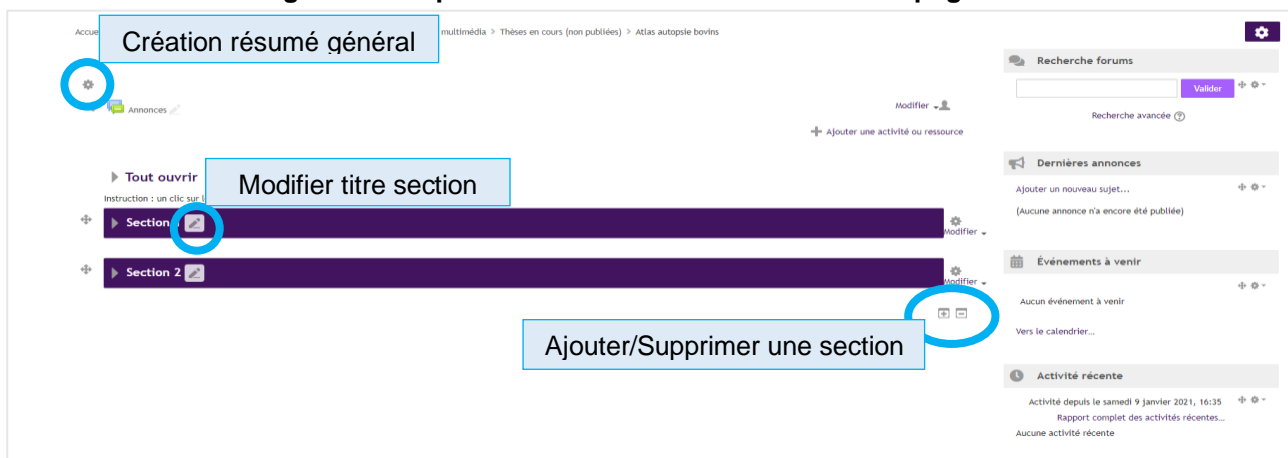 Accue
multimédia > Thèses en cours (non publiées) > Atlas autopsie bovins
Création résumé général
Annonces
Modifier
+ Ajouter une activité ou ressource
Tout ouvrir
Modifier titre section
Instruction : un clic sur l
Section
Modifier
Section 2
Modifier
Ajouter/Supprimer une section
Recherche forums
Valider
Recherche avancée
Dernières annonces
Ajouter un nouveau sujet...
(Aucune annonce n'a encore été publiée)
Événements à venir
Aucun événement à venir
Vers le calendrier...
Activité récente
Activité depuis le samedi 9 janvier 2021, 16:35
Rapport complet des activités récentes...
Aucune activité récente